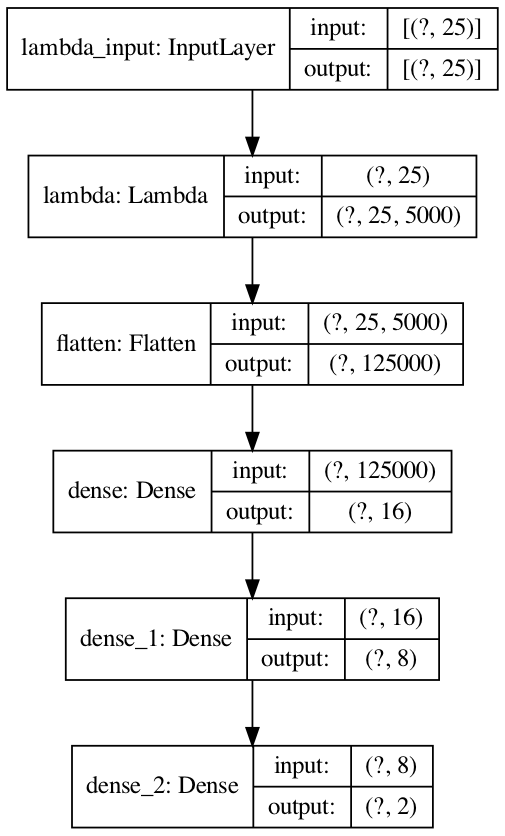 lambda_input: InputLayer
input: [(?, 25)]
output: [(?, 25)]
lambda: Lambda
input: (?, 25)
output: (?, 25, 5000)
flatten: Flatten
input: (?, 25, 5000)
output: (?, 125000)
dense: Dense
input: (?, 125000)
output: (?, 16)
dense_1: Dense
input: (?, 16)
output: (?, 8)
dense_2: Dense
input: (?, 8)
output: (?, 2)